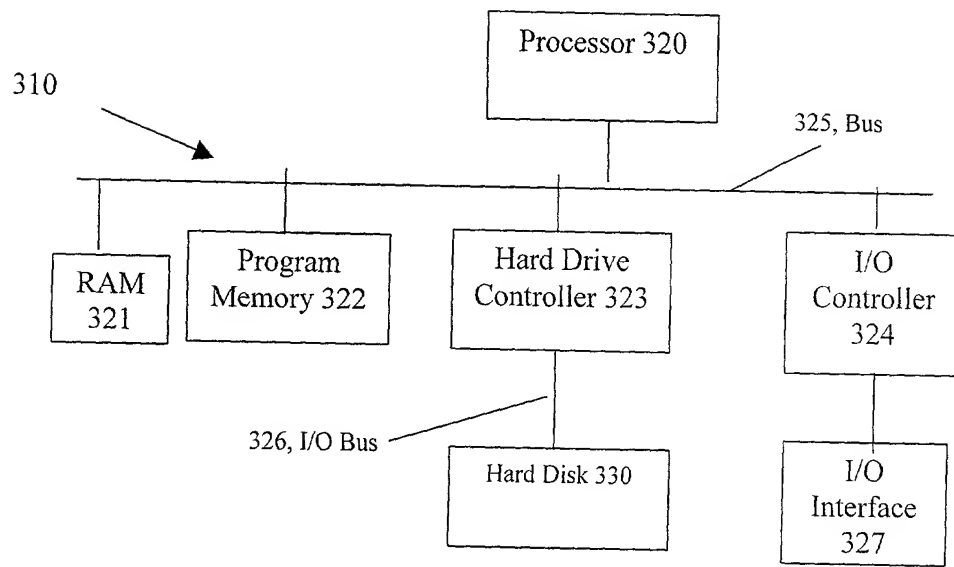 Processor 320
310
325, Bus
RAM
321
Program
Memory 322
Hard Drive
Controller 323
I/O
Controller
324
326, I/O Bus
Hard Disk 330
I/O
Interface
327